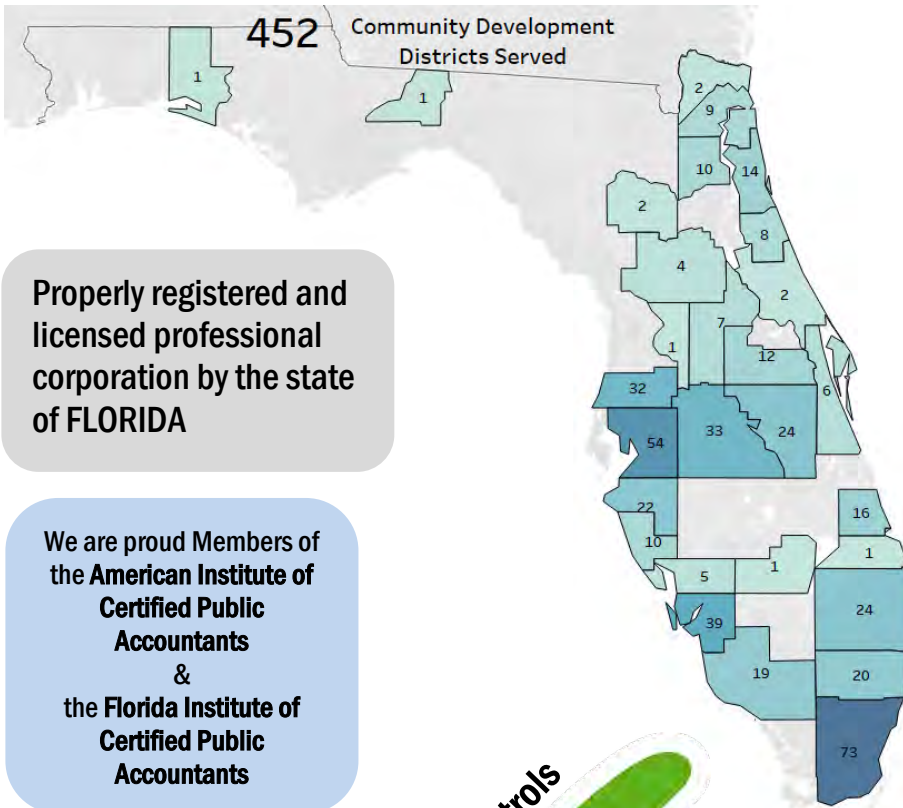 452
Community Development
Districts Served
1
1
2
9
10
14
2
8
4
2
7
1
12
32
6
54
33
24
22
16
10
1
5
1
24
39
19
20
73
Properly registered and
licensed professional
corporation by the state
of FLORIDA
We are proud Members of
the American Institute of
Certified Public
Accountants
&
the Florida Institute of
Certified Public
Accountants